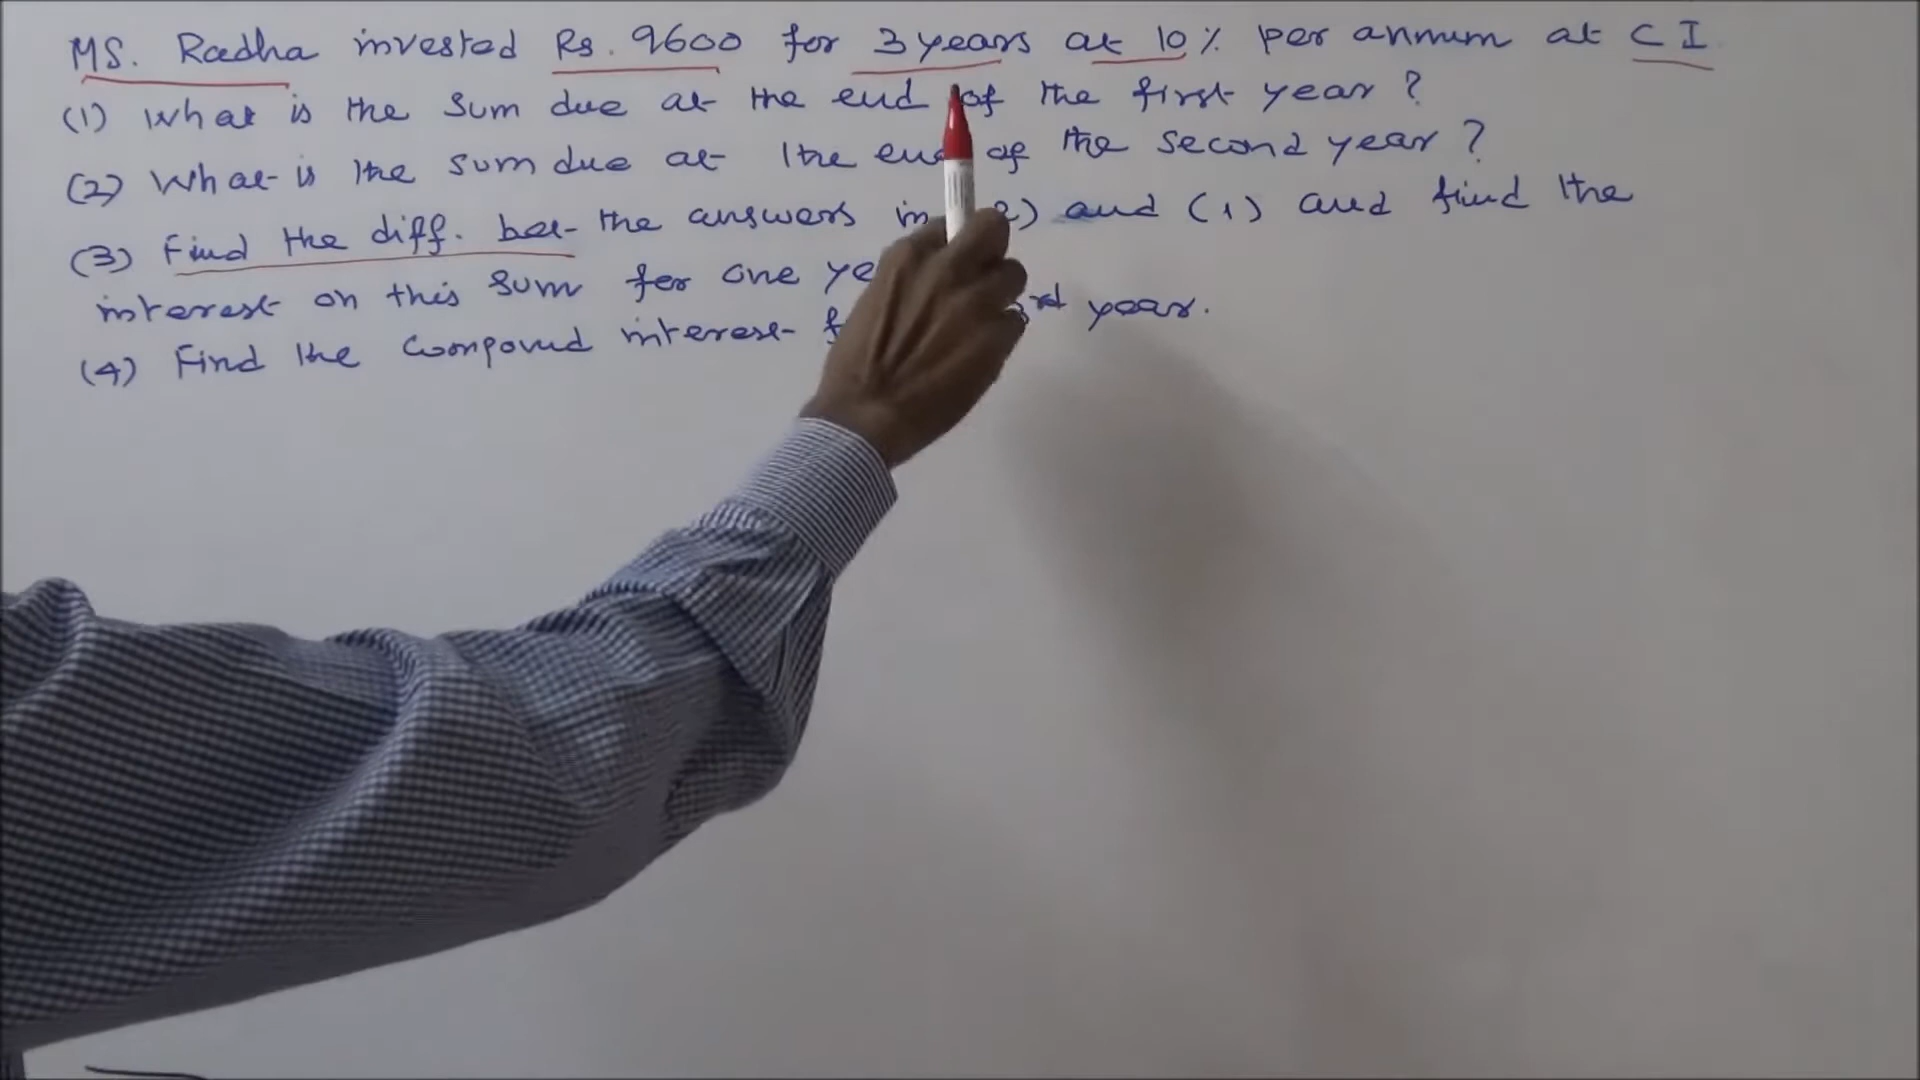 MS. Radha invested Rs. 9600 for 3 years at 10% per annum at CI
(1) What is the sum due at the end of the first year?
(2) What is the sum due at the end of the second year?
(3) Find the diff. bet the answers in 2) and (1) and find the
interest on this sum for one ye
(4) Find the compound interest f 3rd year.